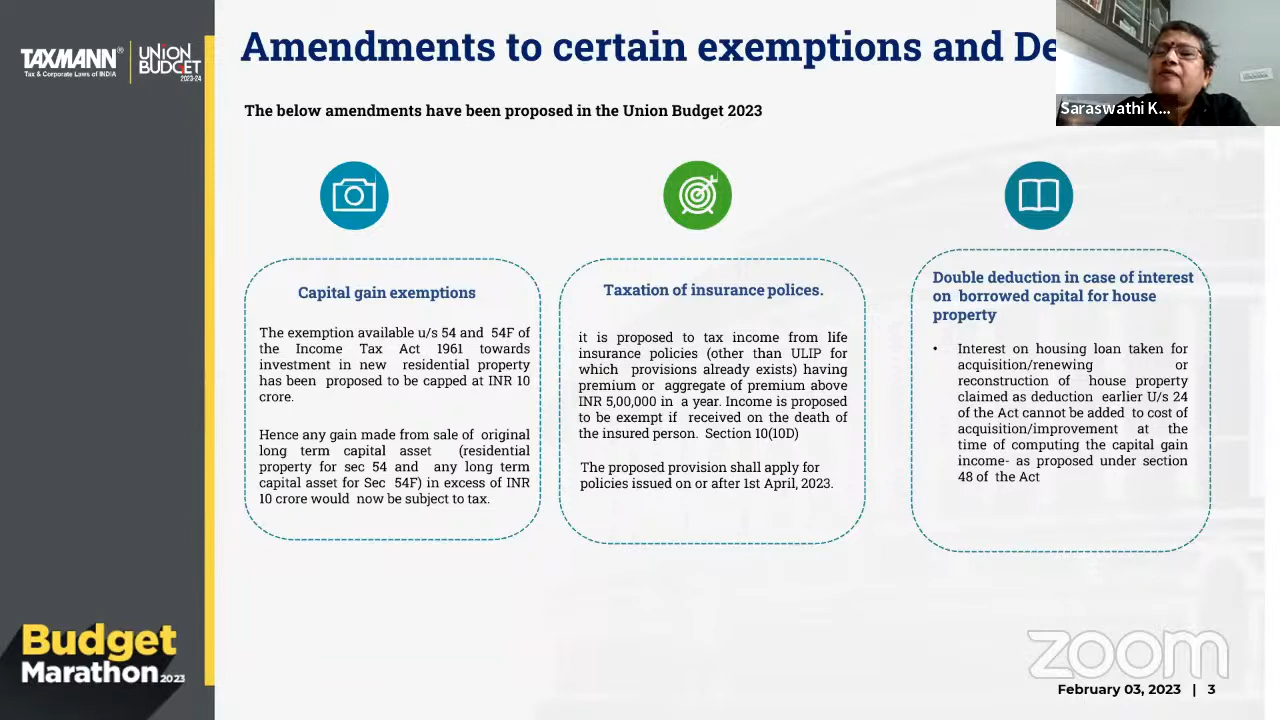 TAXMANN®
Tax & Corporate Laws of INDIA
UNION
BUDGET
2023-24
Amendments to certain exemptions and De
Saraswathi K...
The below amendments have been proposed in the Union Budget 2023
Capital gain exemptions
The exemption available u/s 54 and 54F of
the Income Tax Act 1961 towards
investment in new residential property
has been proposed to be capped at INR 10
crore.
Hence any gain made from sale of original
long term capital asset (residential
property for sec 54 and any long term
capital asset for Sec 54F) in excess of INR
10 crore would now be subject to tax.
Taxation of insurance polices.
it is proposed to tax income from life
insurance policies (other than ULIP for
which provisions already exists) having
premium or aggregate of premium above
INR 5,00,000 in a year. Income is proposed
to be exempt if received on the death of
the insured person. Section 10(10D)
The proposed provision shall apply for
policies issued on or after 1st April, 2023.
Double deduction in case of interest
on borrowed capital for house
property
• Interest on housing loan taken for
acquisition/renewing or
reconstruction of house property
claimed as deduction earlier U/s 24
of the Act cannot be added to cost of
acquisition/improvement at the
time of computing the capital gain
income- as proposed under section
48 of the Act
Budget
Marathon 2023
zoom
February 03, 2023 | 3